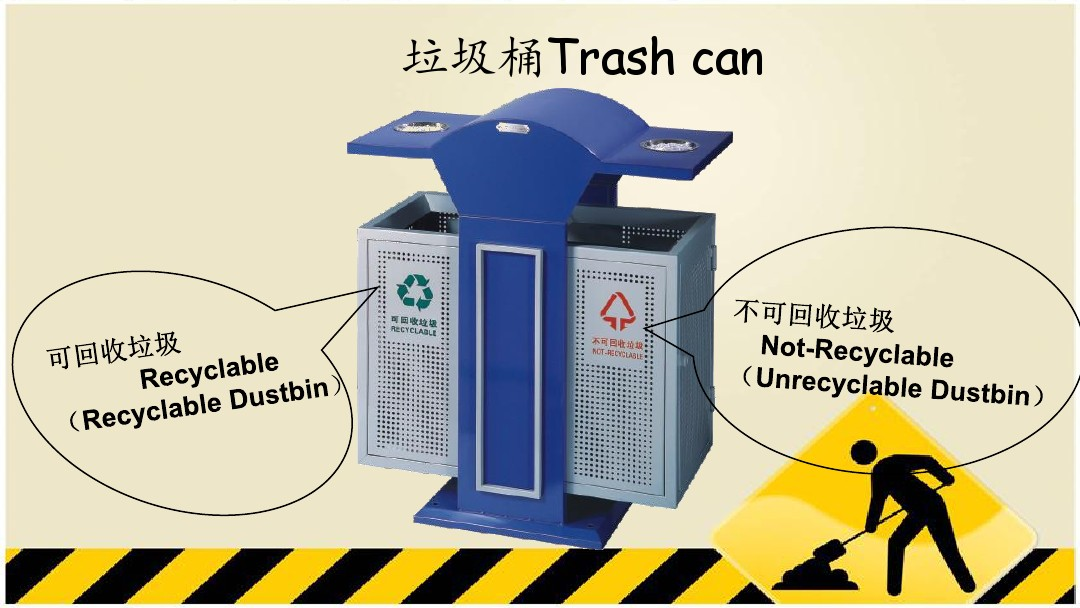 垃圾桶Trash can
可回收垃圾
Recyclable
（Recyclable Dustbin）
可回收垃圾
RECYCLABLE
不可回收垃圾
NOT-RECYCLABLE
不可回收垃圾
Not-Recyclable
（Unrecyclable Dustbin）